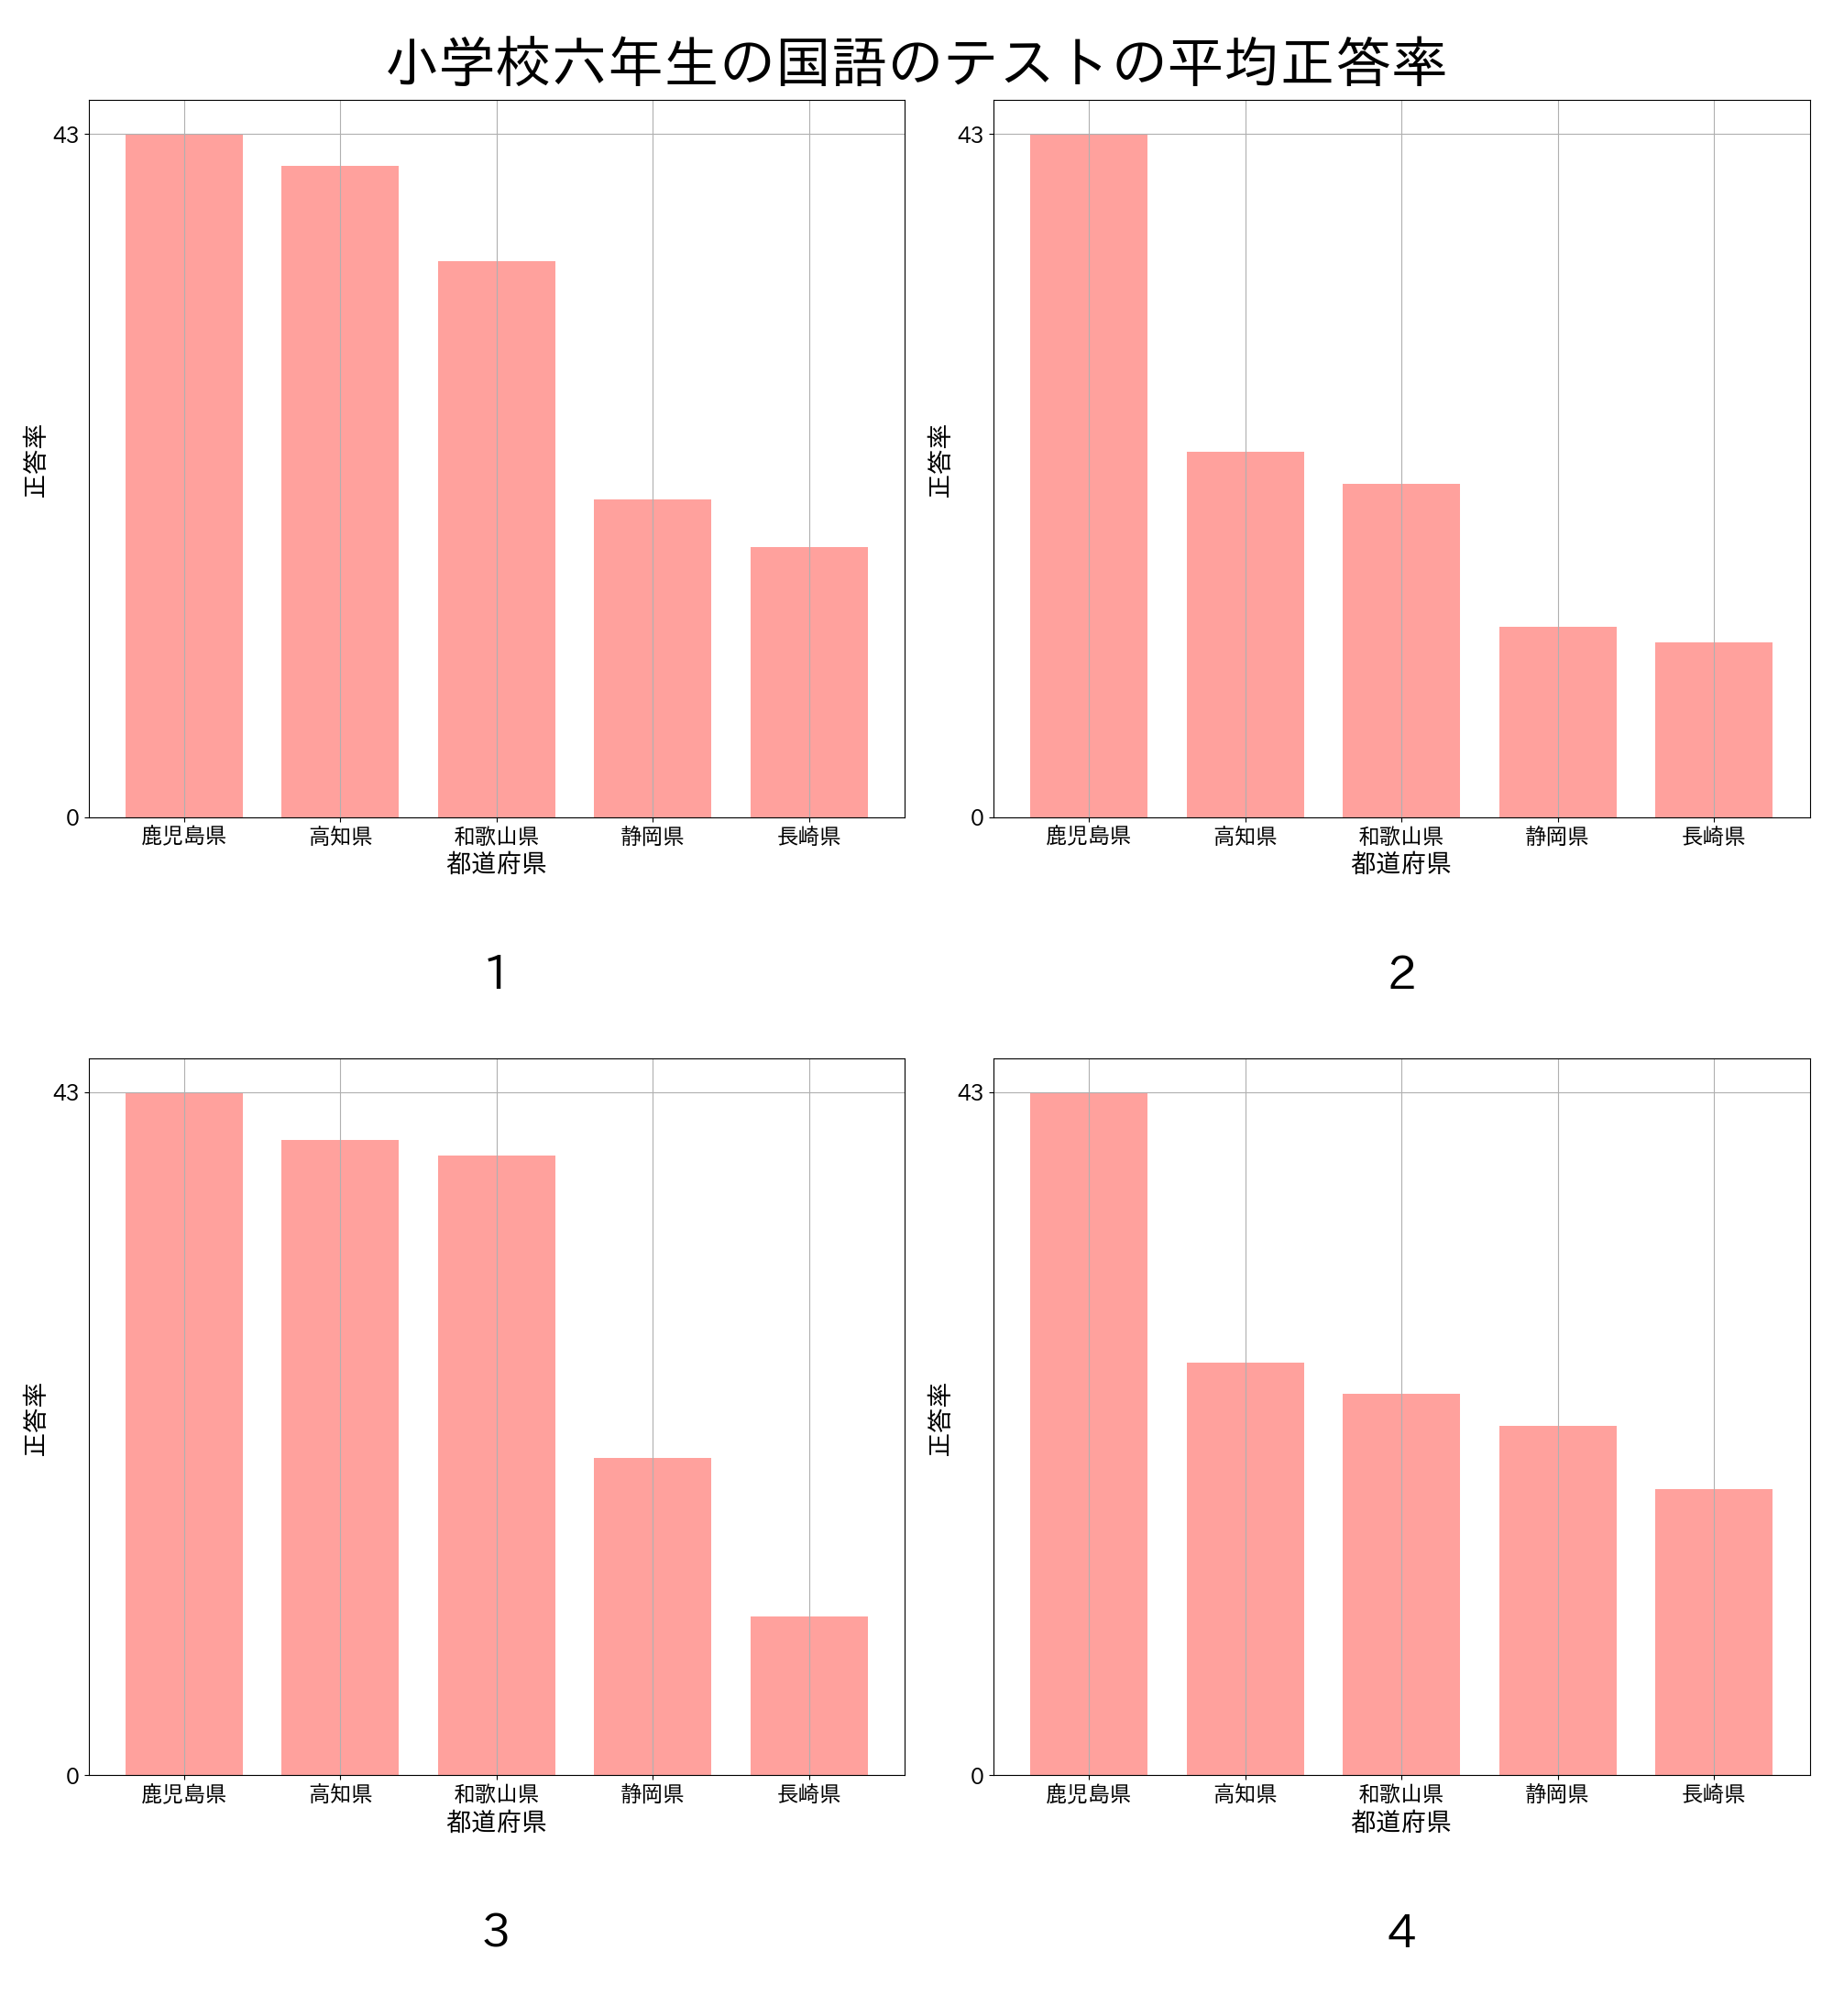 小学校六年生の国語のテストの平均正答率
43
0
正答率
鹿児島県 高知県 和歌山県 静岡県 長崎県
都道府県
1
43
0
正答率
鹿児島県 高知県 和歌山県 静岡県 長崎県
都道府県
2
43
0
正答率
鹿児島県 高知県 和歌山県 静岡県 長崎県
都道府県
3
43
0
正答率
鹿児島県 高知県 和歌山県 静岡県 長崎県
都道府県
4